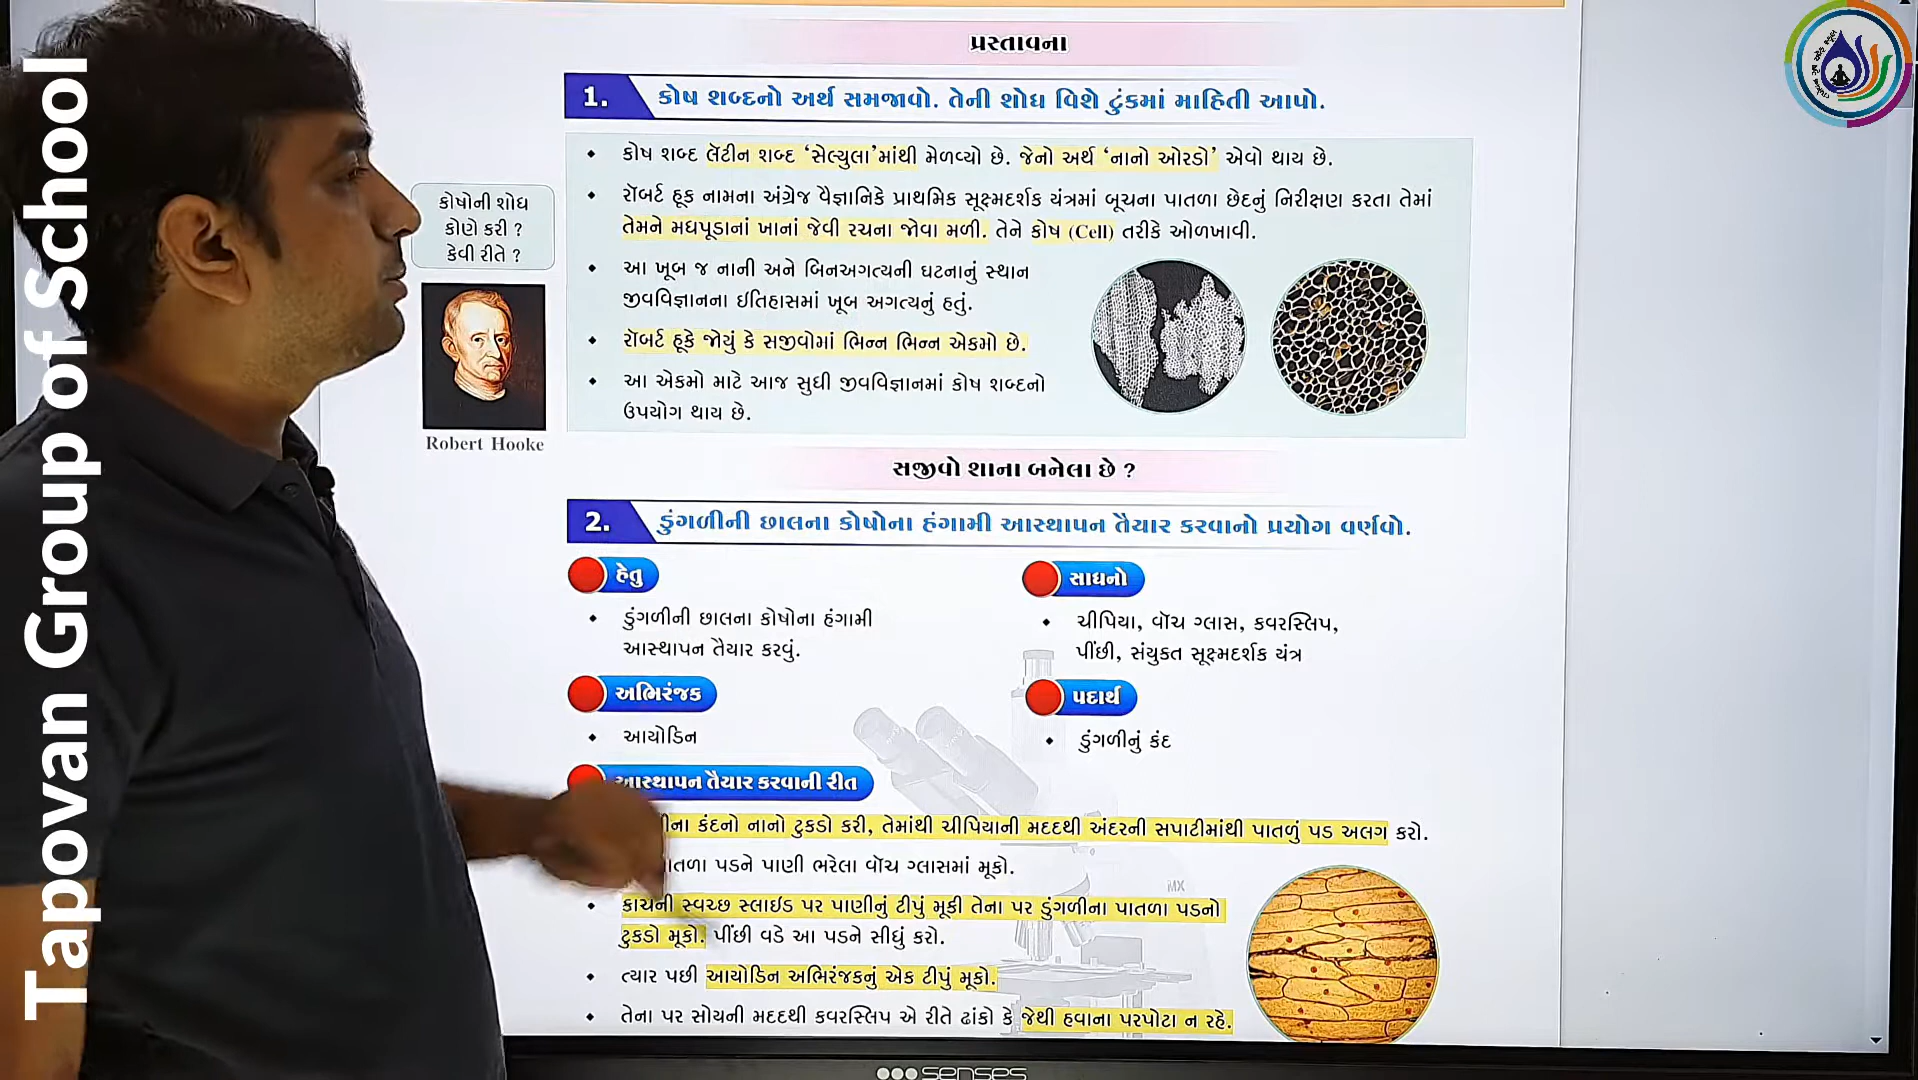 Tapovan Group of School
પ્રસ્તાવના
1. કોષ શબ્દનો અર્થ સમજાવો. તેની શોધ વિશે ટુંકમાં માહિતી આપો.
• કોષ શબ્દ લૅટીન શબ્દ ‘સેલ્યુલા’માંથી મેળવ્યો છે. જેનો અર્થ ‘નાનો ઓરડો’ એવો થાય છે.
• રૉબર્ટ હૂક નામના અંગ્રેજ વૈજ્ઞાનિકે પ્રાથમિક સૂક્ષ્મદર્શક યંત્રમાં બૂચના પાતળા છેદનું નિરીક્ષણ કરતા તેમાં
તેમને મધપૂડાનાં ખાનાં જેવી રચના જોવા મળી. તેને કોષ (Cell) તરીકે ઓળખાવી.
• આ ખૂબ જ નાની અને બિનઅગત્યની ઘટનાનું સ્થાન
જીવવિજ્ઞાનના ઇતિહાસમાં ખૂબ અગત્યનું હતું.
• રૉબર્ટ હૂકે જોયું કે સજીવોમાં ભિન્ન ભિન્ન એકમો છે.
• આ એકમો માટે આજ સુધી જીવવિજ્ઞાનમાં કોષ શબ્દનો
ઉપયોગ થાય છે.
કોષોની શોધ
કોણે કરી ?
કેવી રીતે ?
Robert Hooke
સજીવો શાના બનેલા છે ?
2. ડુંગળીની છાલના કોષોના હંગામી આસ્થાપન તૈયાર કરવાનો પ્રયોગ વર્ણવો.
હેતુ
• ડુંગળીની છાલના કોષોના હંગામી
આસ્થાપન તૈયાર કરવું.
સાધનો
• ચીપિયા, વૉચ ગ્લાસ, કવરસ્લિપ,
પીંછી, સંયુક્ત સૂક્ષ્મદર્શક યંત્ર
અભિરંજક
• આયોડિન
પદાર્થ
• ડુંગળીનું કંદ
આસ્થાપન તૈયાર કરવાની રીત
કંદનો નાનો ટુકડો કરી, તેમાંથી ચીપિયાની મદદથી અંદરની સપાટીમાંથી પાતળું પડ અલગ કરો.
પડને પાણી ભરેલા વૉચ ગ્લાસમાં મૂકો.
• કાચની સ્વચ્છ સ્લાઈડ પર પાણીનું ટીપું મૂકી તેના પર ડુંગળીના પાતળા પડનો
ટુકડો મૂકો. પીંછી વડે આ પડને સીધું કરો.
• ત્યાર પછી આયોડિન અભિરંજકનું એક ટીપું મૂકો.
• તેના પર સોયની મદદથી કવરસ્લિપ એ રીતે ઢાંકો કે જેથી હવાના પરપોટા ન રહે.
MX
senses